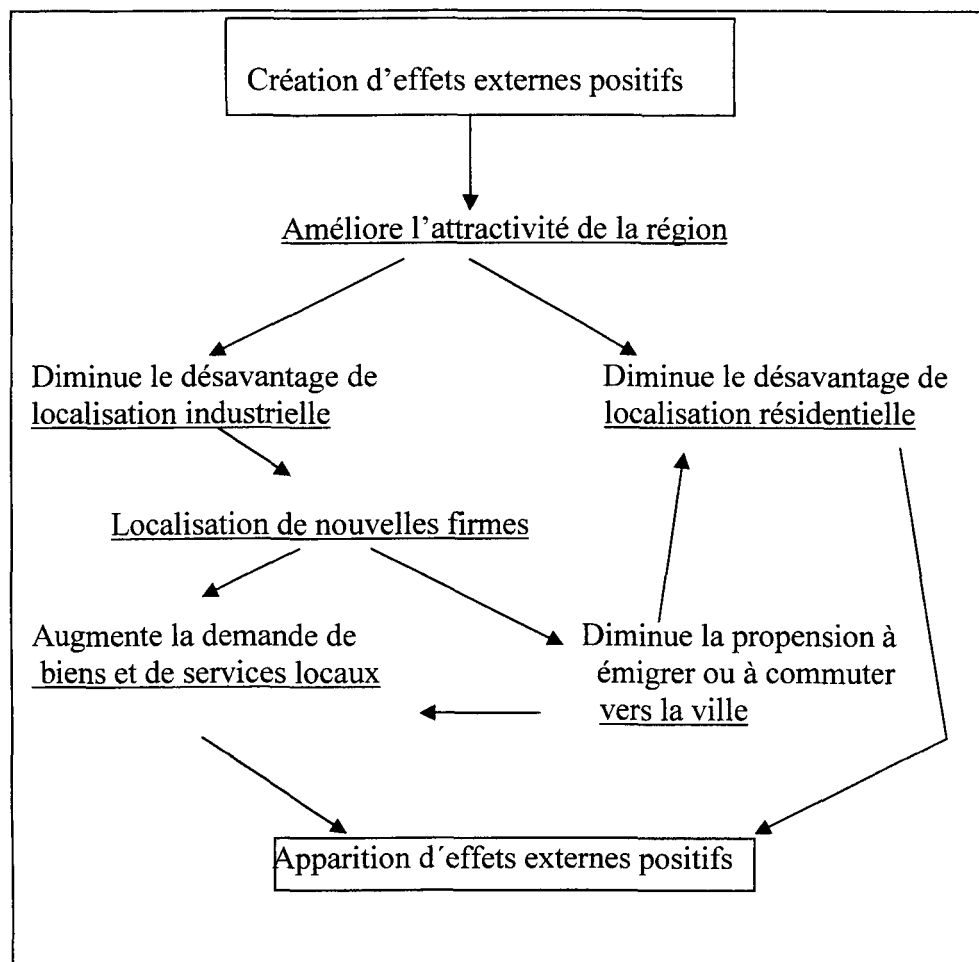 Création d'effets externes positifs
Améliore l'attractivité de la région
Diminue le désavantage de
localisation industrielle
Diminue le désavantage de
localisation résidentielle
Localisation de nouvelles firmes
Augmente la demande de
biens et de services locaux
Diminue la propension à
émigrer ou à commuter
vers la ville
Apparition d´effets externes positifs